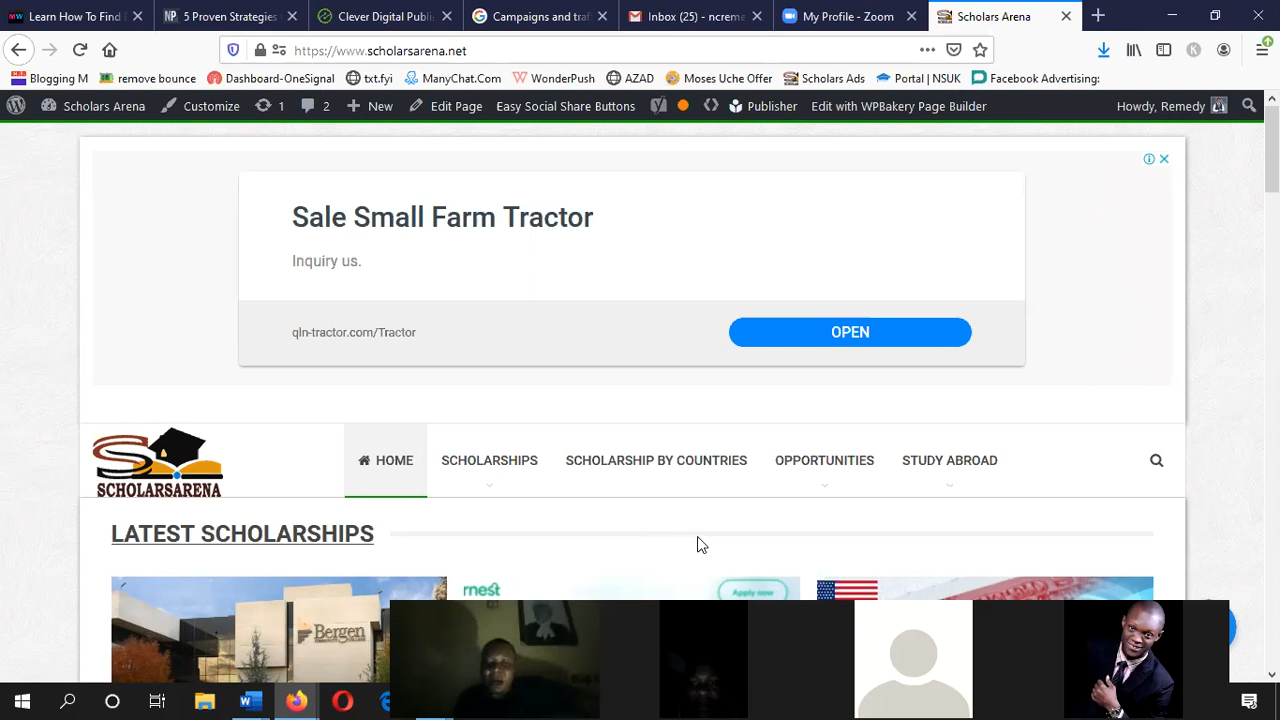 Learn How To Find P
5 Proven Strategies
Clever Digital Publi
Campaigns and traf
Inbox (25) - ncreme
My Profile - Zoom
Scholars Arena
https://www.scholarsarena.net
Blogging M
remove bounce
Dashboard-OneSignal
txt.fyi
ManyChat.Com
WonderPush
AZAD
Moses Uche Offer
Scholars Ads
Portal | NSUK
Facebook Advertising:
Scholars Arena
Customize
1
2
New
Edit Page
Easy Social Share Buttons
Publisher
Edit with WPBakery Page Builder
Howdy, Remedy
Sale Small Farm Tractor
Inquiry us.
qln-tractor.com/Tractor
OPEN
SCHOLARSARENA
HOME
SCHOLARSHIPS
SCHOLARSHIP BY COUNTRIES
OPPORTUNITIES
STUDY ABROAD
LATEST SCHOLARSHIPS
rnest
Apply now
Bergen